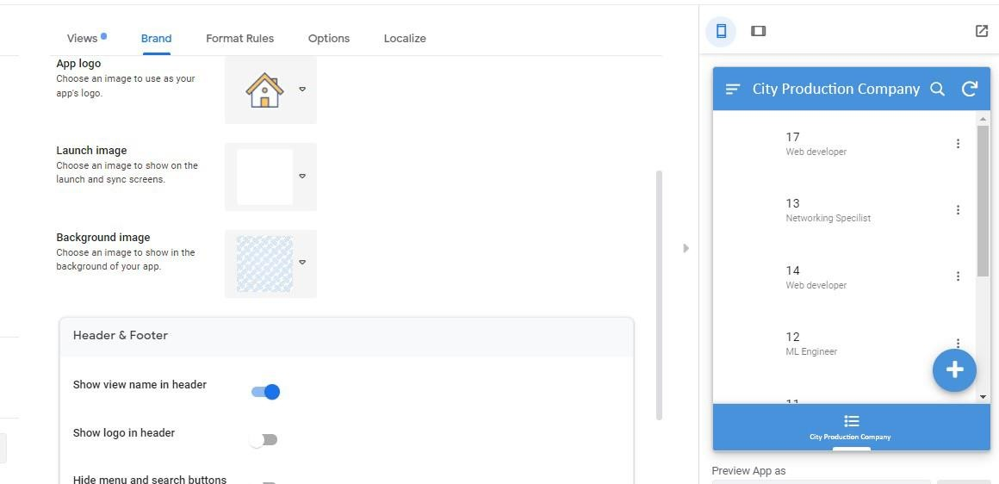 Views
Brand
Format Rules
Options
Localize
App logo
Choose an image to use as your
app's logo.
Launch image
Choose an image to show on the
launch and sync screens.
Background image
Choose an image to show in the
background of your app.
Header & Footer
Show view name in header
Show logo in header
Hide menu and search buttons
City Production Company
17
Web developer
13
Networking Specilist
14
Web developer
12
ML Engineer
11
City Production Company
Preview App as